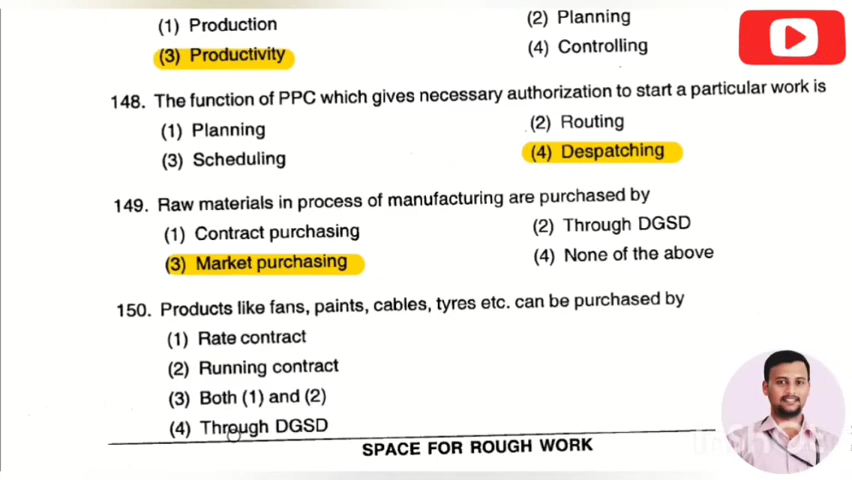 (1) Production (2) Planning
(3) Productivity (4) Controlling
148. The function of PPC which gives necessary authorization to start a particular work is
(1) Planning (2) Routing
(3) Scheduling (4) Despatching
149. Raw materials in process of manufacturing are purchased by
(1) Contract purchasing (2) Through DGSD
(3) Market purchasing (4) None of the above
150. Products like fans, paints, cables, tyres etc. can be purchased by
(1) Rate contract
(2) Running contract
(3) Both (1) and (2)
(4) Through DGSD
SPACE FOR ROUGH WORK